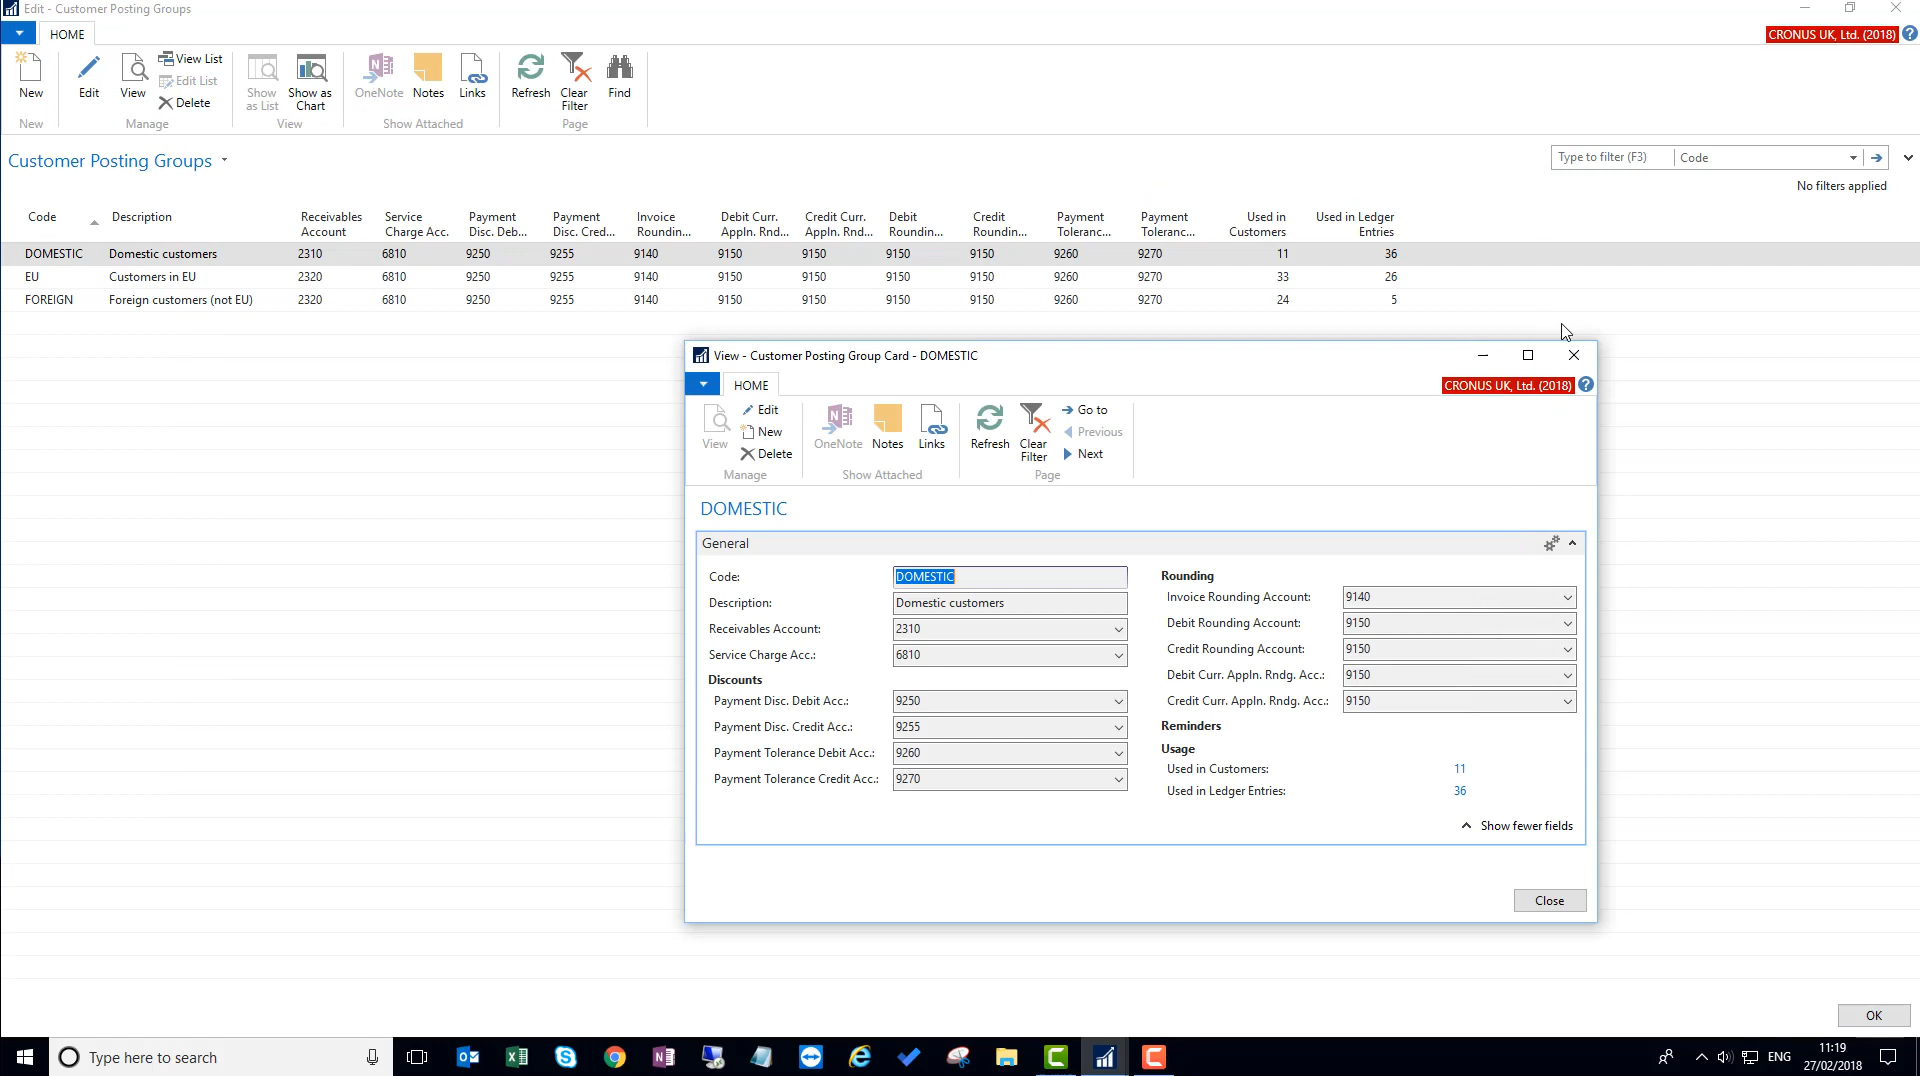 Edit - Customer Posting Groups
HOME
CRONUS UK, Ltd. (2018)
New
Edit
View
View List
Edit List
Delete
Show as List
Show as Chart
OneNote
Notes
Links
Refresh
Clear Filter
Find
New
Manage
View
Show Attached
Page
Customer Posting Groups
Type to filter (F3)
Code
No filters applied
Code Description Receivables Account Service Charge Acc. Payment Disc. Deb... Payment Disc. Cred... Invoice Roundin... Debit Curr. Appln. Rnd... Credit Curr. Appln. Rnd... Debit Roundin... Credit Roundin... Payment Toleranc... Payment Toleranc... Used in Customers Used in Ledger Entries
DOMESTIC Domestic customers 2310 6810 9250 9255 9140 9150 9150 9150 9150 9260 9270 11 36
EU Customers in EU 2320 6810 9250 9255 9140 9150 9150 9150 9150 9260 9270 33 26
FOREIGN Foreign customers (not EU) 2320 6810 9250 9255 9140 9150 9150 9150 9150 9260 9270 24 5
View - Customer Posting Group Card - DOMESTIC
HOME
CRONUS UK, Ltd. (2018)
View
Edit
New
Delete
OneNote
Notes
Links
Refresh
Clear Filter
Go to
Previous
Next
Manage
Show Attached
Page
DOMESTIC
General
Code: DOMESTIC
Description: Domestic customers
Receivables Account: 2310
Service Charge Acc.: 6810
Discounts
Payment Disc. Debit Acc.: 9250
Payment Disc. Credit Acc.: 9255
Payment Tolerance Debit Acc.: 9260
Payment Tolerance Credit Acc.: 9270
Rounding
Invoice Rounding Account: 9140
Debit Rounding Account: 9150
Credit Rounding Account: 9150
Debit Curr. Appln. Rndg. Acc.: 9150
Credit Curr. Appln. Rndg. Acc.: 9150
Reminders
Usage
Used in Customers: 11
Used in Ledger Entries: 36
Show fewer fields
Close
OK
Type here to search
ENG
11:19
27/02/2018